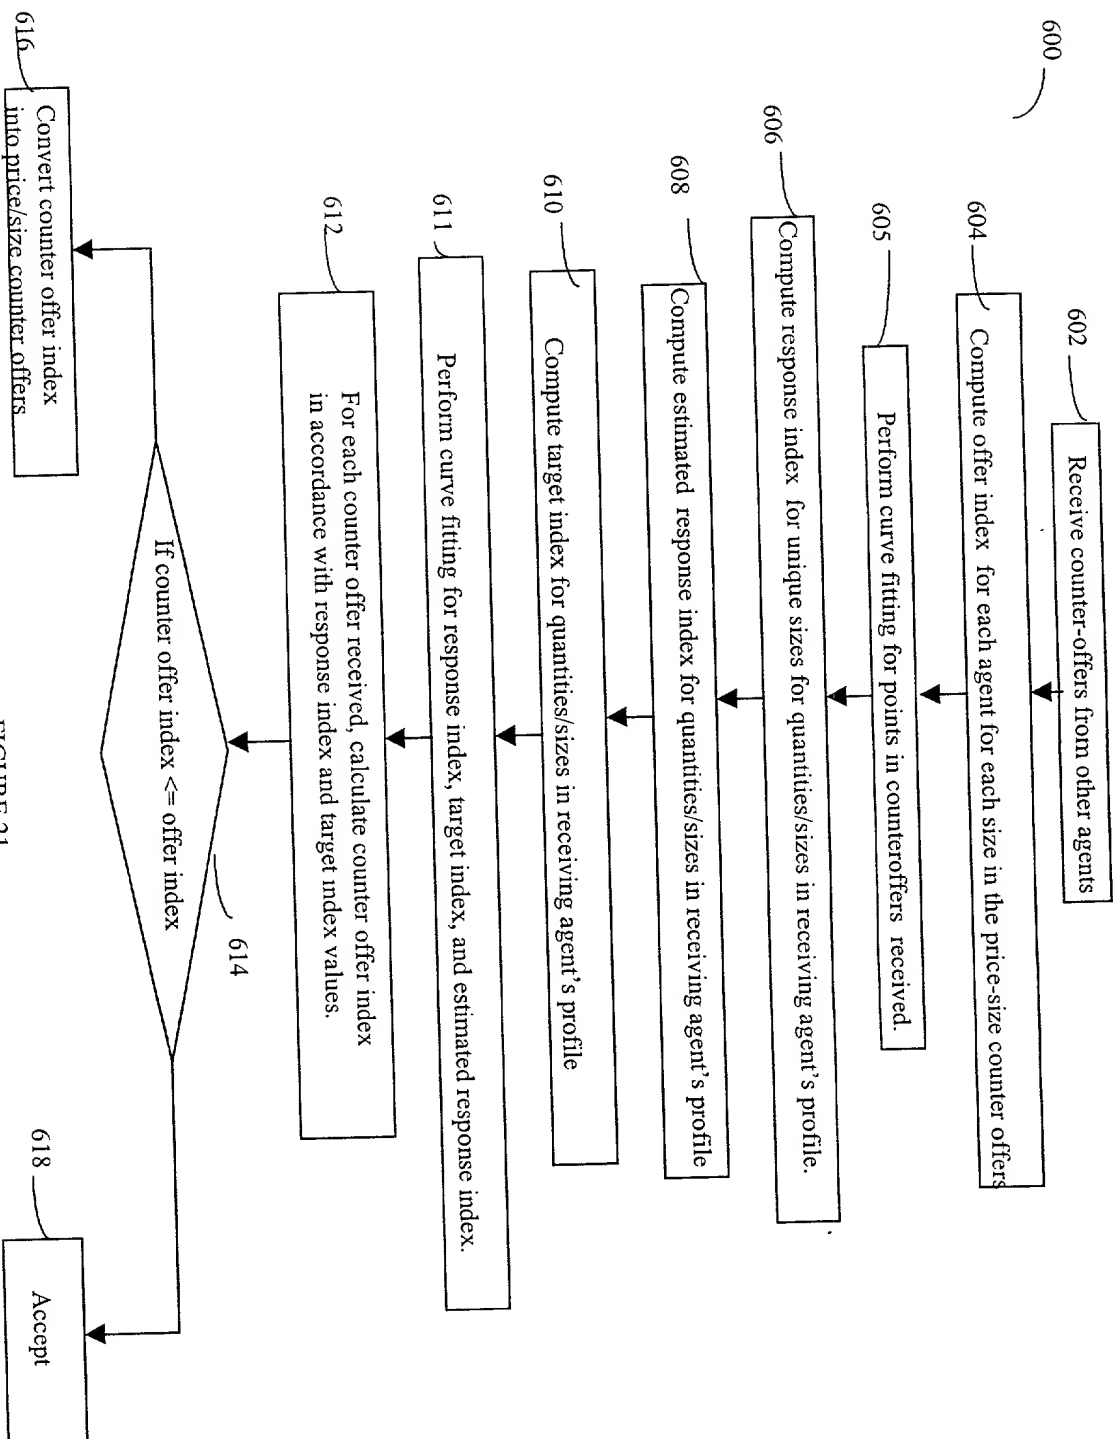 600
602
Receive counter-offers from other agents
604
Compute offer index for each agent for each size in the price-size counter offers
605
Perform curve fitting for points in counteroffers received.
606
Compute response index for unique sizes for quantities/sizes in receiving agent's profile.
608
Compute estimated response index for quantities/sizes in receiving agent's profile
610
Compute target index for quantities/sizes in receiving agent's profile
611
Perform curve fitting for response index, target index, and estimated response index.
612
For each counter offer received, calculate counter offer index
in accordance with response index and target index values.
614
If counter offer index <= offer index
616
Convert counter offer index
into price/size counter offers.
618
Accept
FIGURE 21